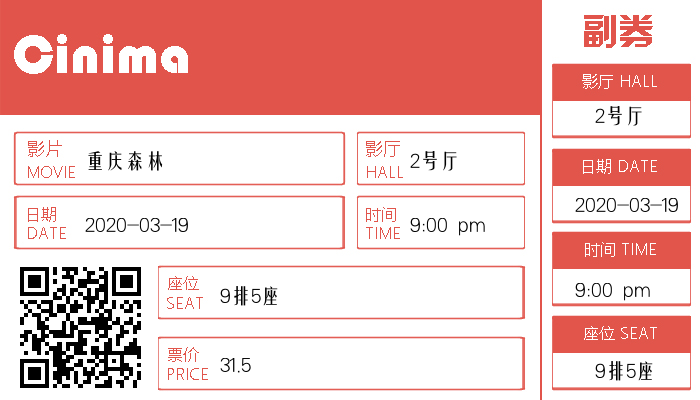 Cinima
影片
MOVIE
重庆森林
影厅
HALL
2号厅
日期
DATE
2020-03-19
时间
TIME
9:00 pm
座位
SEAT
9排5座
票价
PRICE
31.5
副券
影厅 HALL
2号厅
日期 DATE
2020-03-19
时间 TIME
9:00 pm
座位 SEAT
9排5座